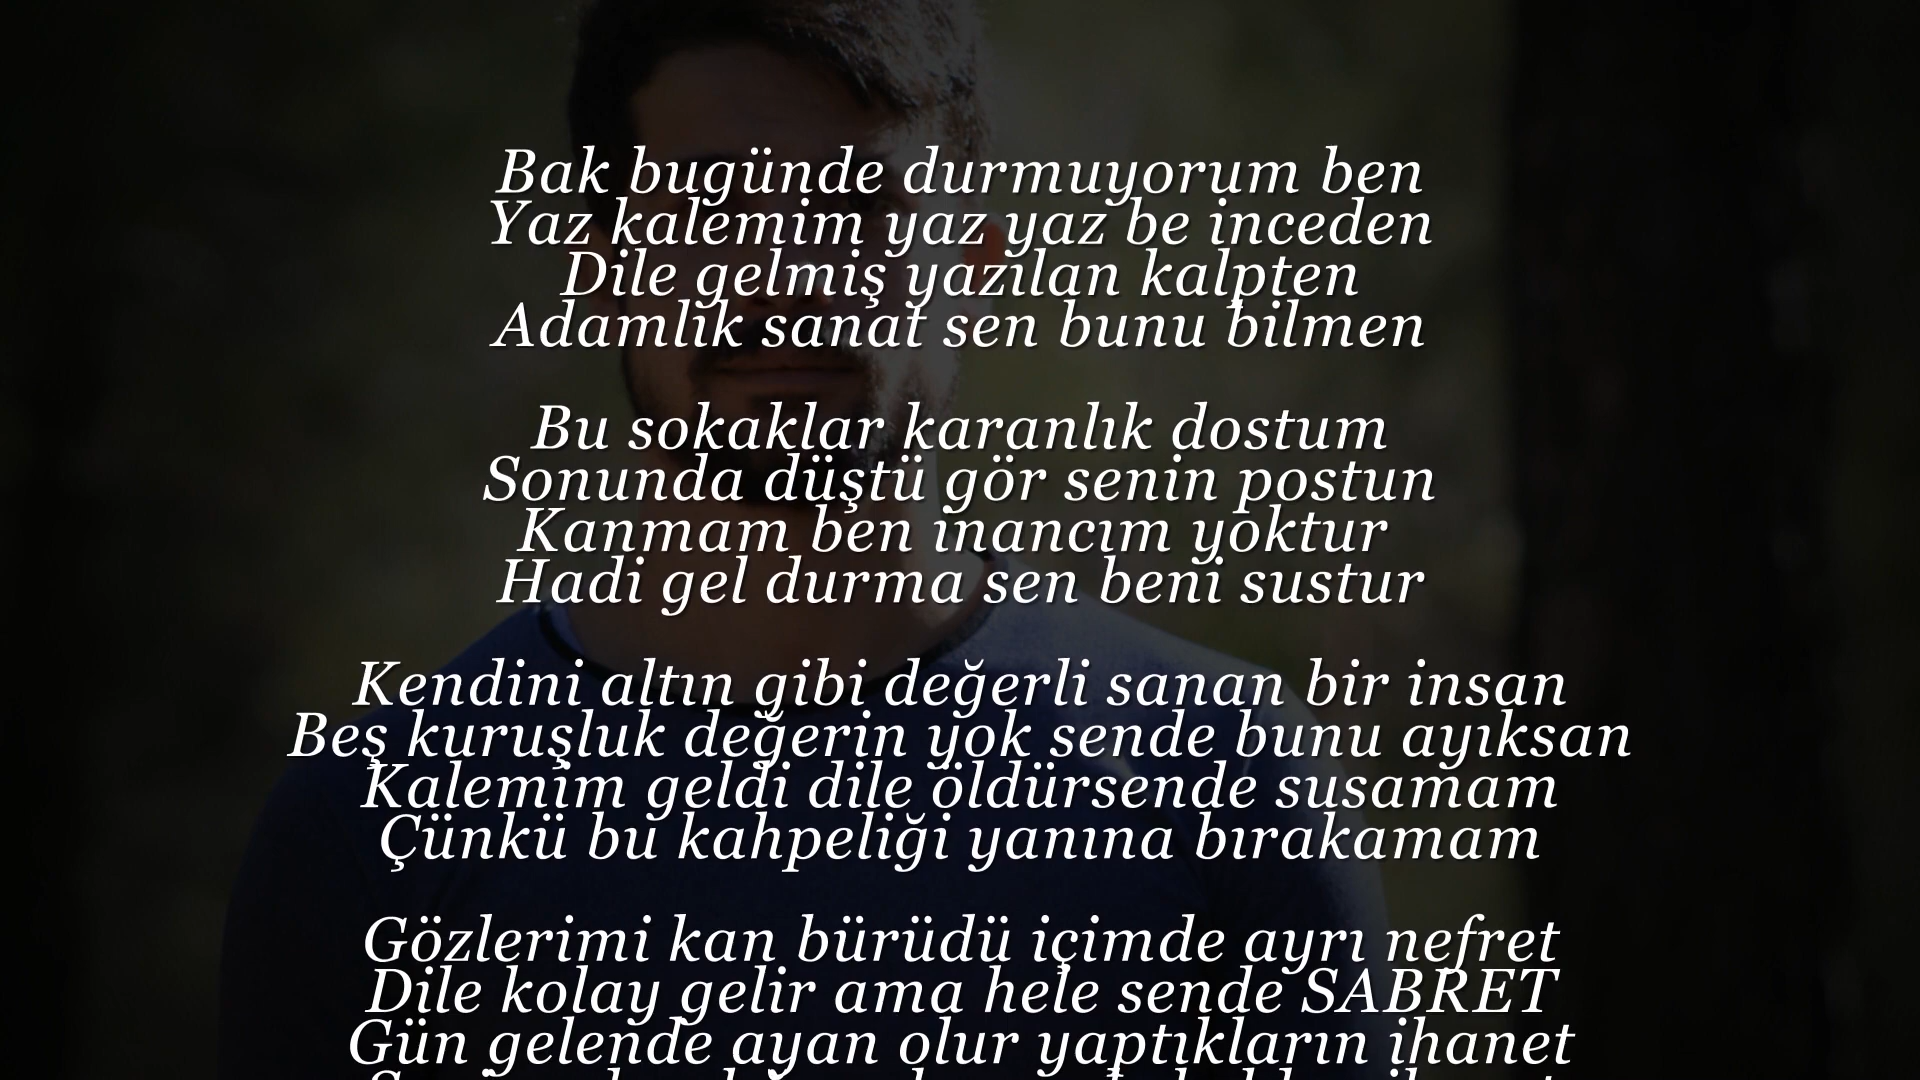 Bak bugünde durmuyorum ben
Yaz kalemim yaz yaz be inceden
Dile gelmiş yazılan kalpten
Adamlık sanat sen bunu bilmen
Bu sokaklar karanlık dostum
Sonunda düştü gör senin postun
Kanmam ben inancım yoktur
Hadi gel durma sen beni sustur
Kendini altın gibi değerli sanan bir insan
Beş kuruşluk değerin yok sende bunu ayıksan
Kalemim geldi dile öldürsende susamam
Çünkü bu kahpeliği yanına bırakamam
Gözlerimi kan bürüdü içimde ayrı nefret
Dile kolay gelir ama hele sende SABRET
Gün gelende ayan olur yaptıkların ihanet